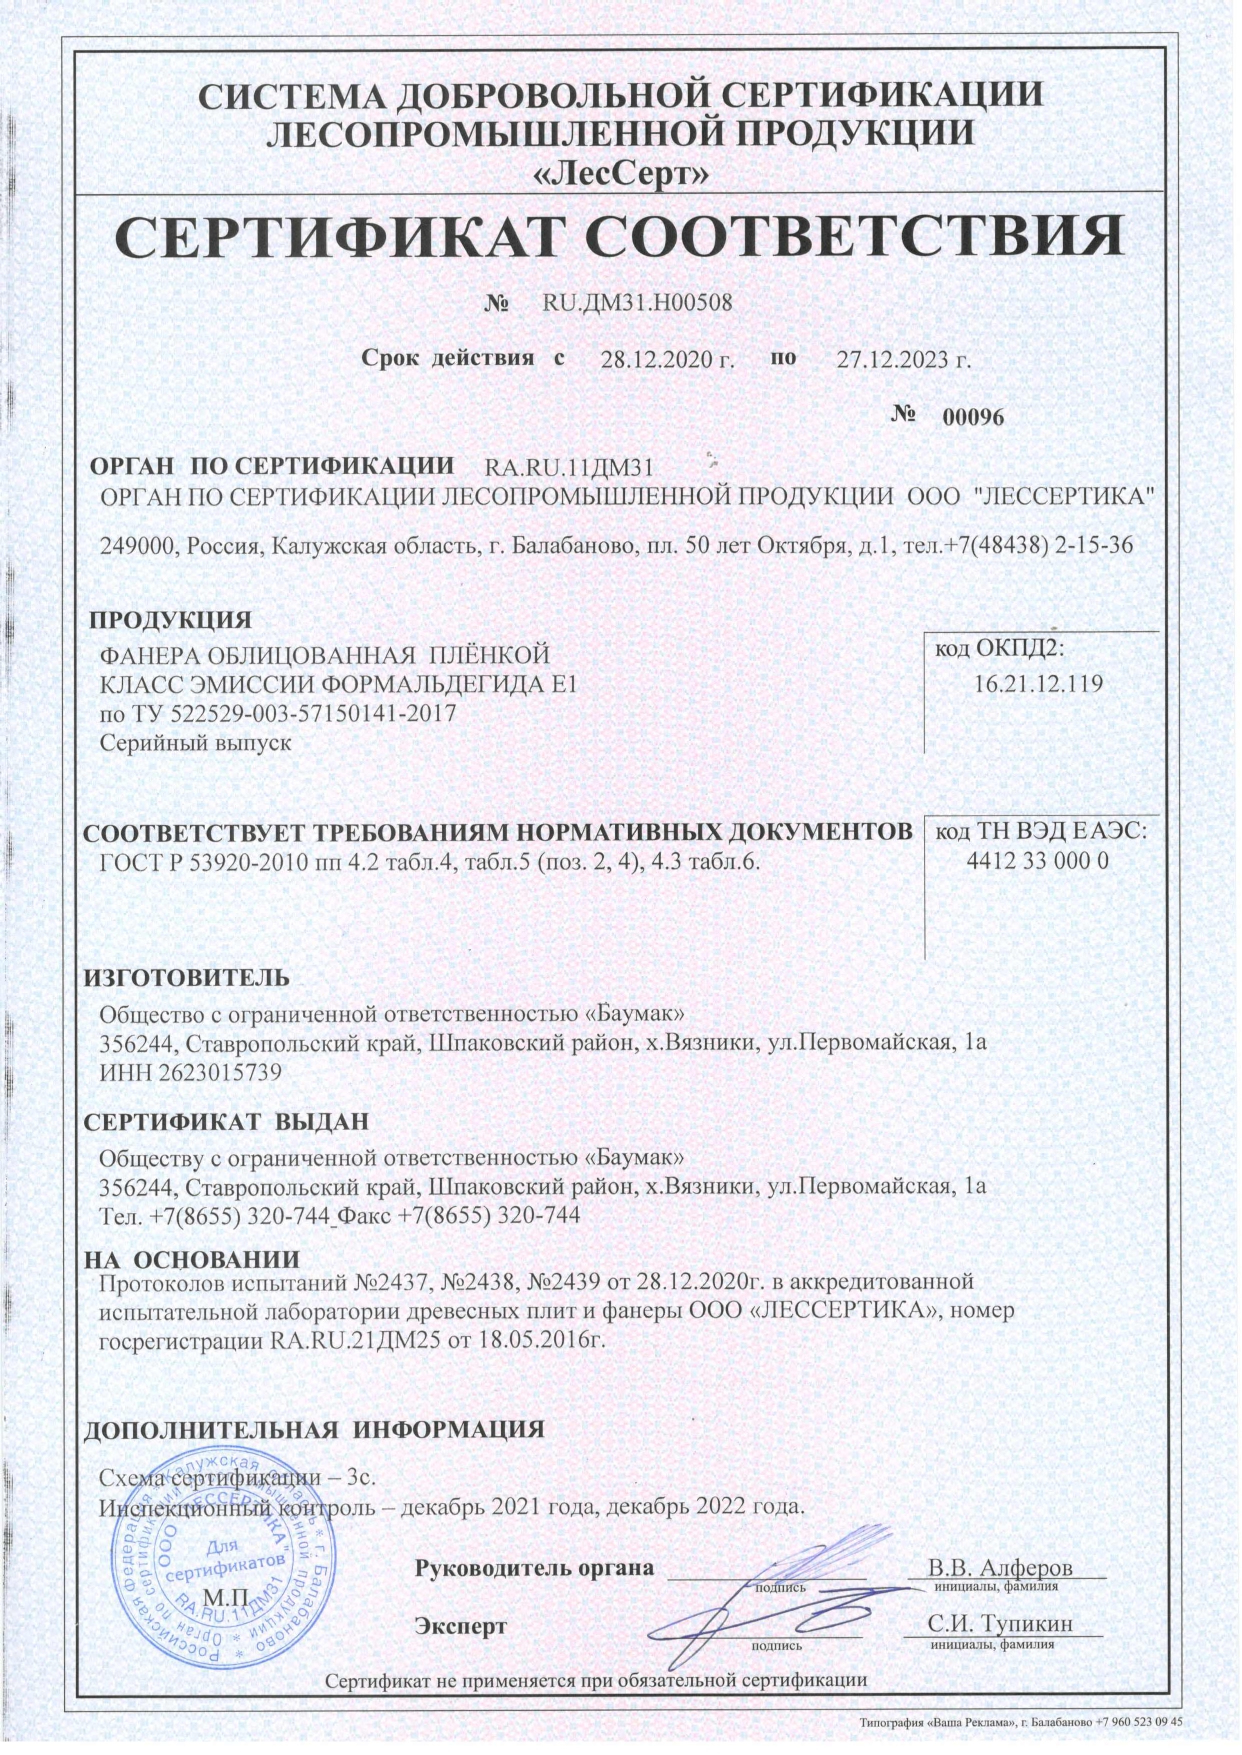 СИСТЕМА ДОБРОВОЛЬНОЙ СЕРТИФИКАЦИИ
ЛЕСОПРОМЫШЛЕННОЙ ПРОДУКЦИИ
«ЛесСерт»
СЕРТИФИКАТ СООТВЕТСТВИЯ
№ RU.ДМ31.Н00508
Срок действия с 28.12.2020 г. по 27.12.2023 г.
№ 00096
ОРГАН ПО СЕРТИФИКАЦИИ RA.RU.11ДМ31
ОРГАН ПО СЕРТИФИКАЦИИ ЛЕСОПРОМЫШЛЕННОЙ ПРОДУКЦИИ ООО "ЛЕССЕРТИКА"
249000, Россия, Калужская область, г. Балабаново, пл. 50 лет Октября, д.1, тел.+7(48438) 2-15-36
ПРОДУКЦИЯ
ФАНЕРА ОБЛИЦОВАННАЯ ПЛЁНКОЙ
КЛАСС ЭМИССИИ ФОРМАЛЬДЕГИДА Е1
по ТУ 522529-003-57150141-2017
Серийный выпуск
код ОКПД2:
16.21.12.119
СООТВЕТСТВУЕТ ТРЕБОВАНИЯМ НОРМАТИВНЫХ ДОКУМЕНТОВ
ГОСТ Р 53920-2010 пп 4.2 табл.4, табл.5 (поз. 2, 4), 4.3 табл.6.
код ТН ВЭД ЕАЭС:
4412 33 000 0
ИЗГОТОВИТЕЛЬ
Общество с ограниченной ответственностью «Баумак»
356244, Ставропольский край, Шпаковский район, х.Вязники, ул.Первомайская, 1а
ИНН 2623015739
СЕРТИФИКАТ ВЫДАН
Обществу с ограниченной ответственностью «Баумак»
356244, Ставропольский край, Шпаковский район, х.Вязники, ул.Первомайская, 1а
Тел. +7(8655) 320-744 Факс +7(8655) 320-744
НА ОСНОВАНИИ
Протоколов испытаний №2437, №2438, №2439 от 28.12.2020г. в аккредитованной
испытательной лаборатории древесных плит и фанеры ООО «ЛЕССЕРТИКА», номер
госрегистрации RA.RU.21ДМ25 от 18.05.2016г.
ДОПОЛНИТЕЛЬНАЯ ИНФОРМАЦИЯ
Схема сертификации – 3с.
Инспекционный контроль – декабрь 2021 года, декабрь 2022 года.
Российская Федерация * Калужская область * г. Балабаново *
Орган по сертификации лесопромышленной продукции *
ООО "ЛЕССЕРТИКА"
Для
сертификатов
RA.RU.11ДМ31
М.П.
Руководитель органа
подпись
В.В. Алферов
инициалы, фамилия
Эксперт
подпись
С.И. Тупикин
инициалы, фамилия
Сертификат не применяется при обязательной сертификации
Типография «Ваша Реклама», г. Балабаново +7 960 523 09 45